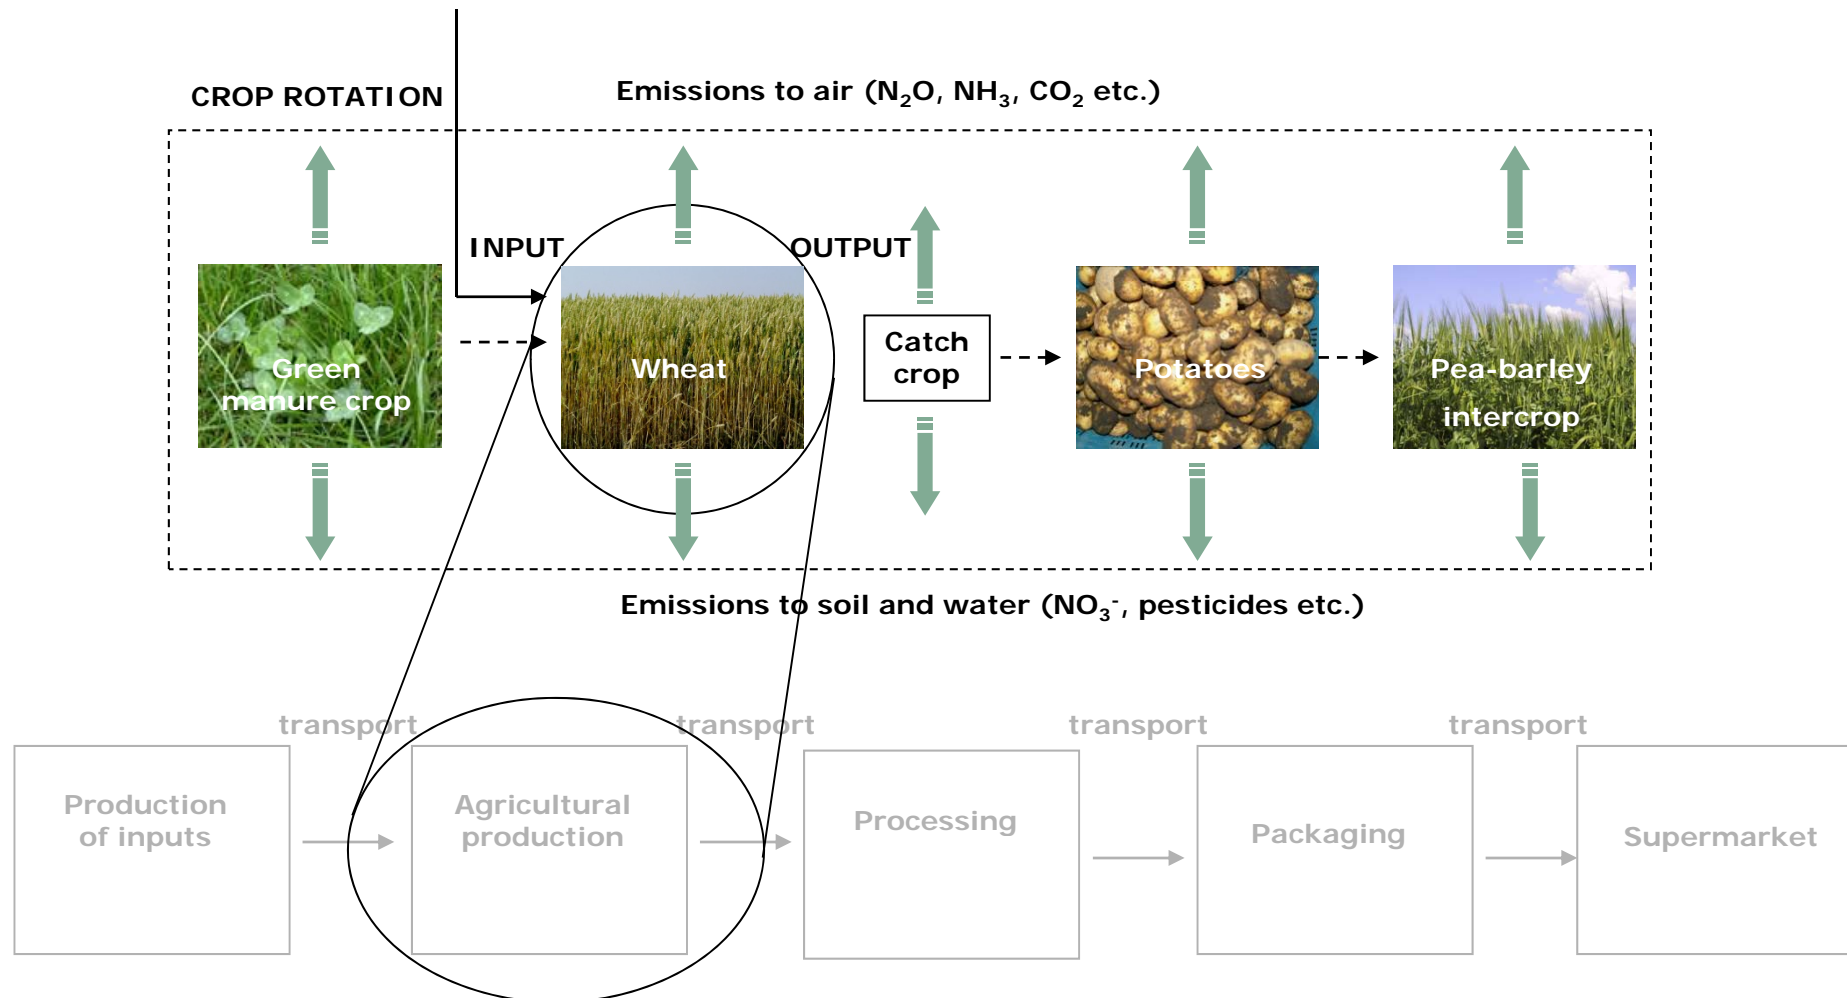 CROP ROTATION
Emissions to air (N₂O, NH₃, CO₂ etc.)
INPUT
OUTPUT
Green
manure crop
Wheat
Catch
crop
Potatoes
Pea-barley
intercrop
Emissions to soil and water (NO₃⁻, pesticides etc.)
transport
transport
transport
transport
Production
of inputs
Agricultural
production
Processing
Packaging
Supermarket